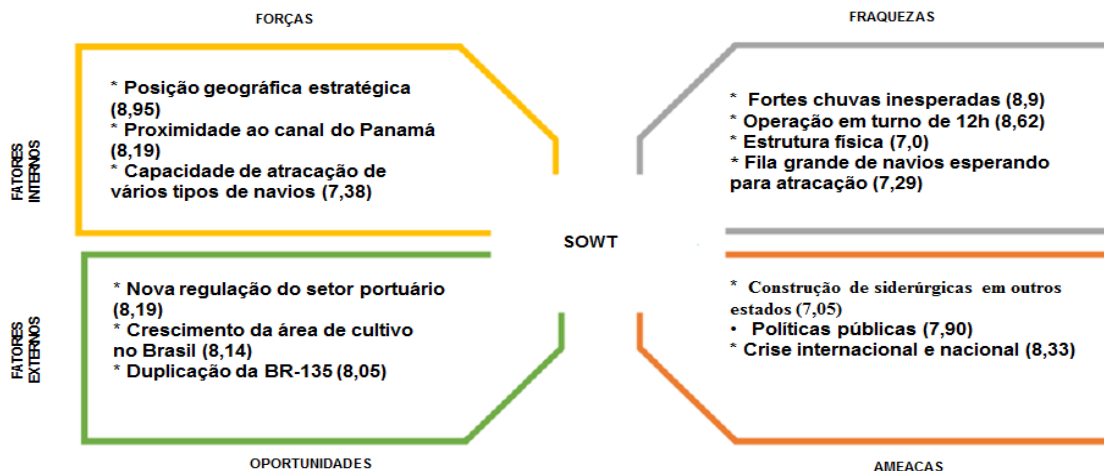 FORÇAS
FRAQUEZAS
FATORES
INTERNOS
* Posição geográfica estratégica
(8,95)
* Proximidade ao canal do Panamá
(8,19)
* Capacidade de atracação de
vários tipos de navios (7,38)
* Fortes chuvas inesperadas (8,9)
* Operação em turno de 12h (8,62)
* Estrutura física (7,0)
* Fila grande de navios esperando
para atracação (7,29)
SOWT
FATORES
EXTERNOS
* Nova regulação do setor portuário
(8,19)
* Crescimento da área de cultivo
no Brasil (8,14)
* Duplicação da BR-135 (8,05)
* Construção de siderúrgicas em outros
estados (7,05)
• Políticas públicas (7,90)
* Crise internacional e nacional (8,33)
OPORTUNIDADES
AMEAÇAS